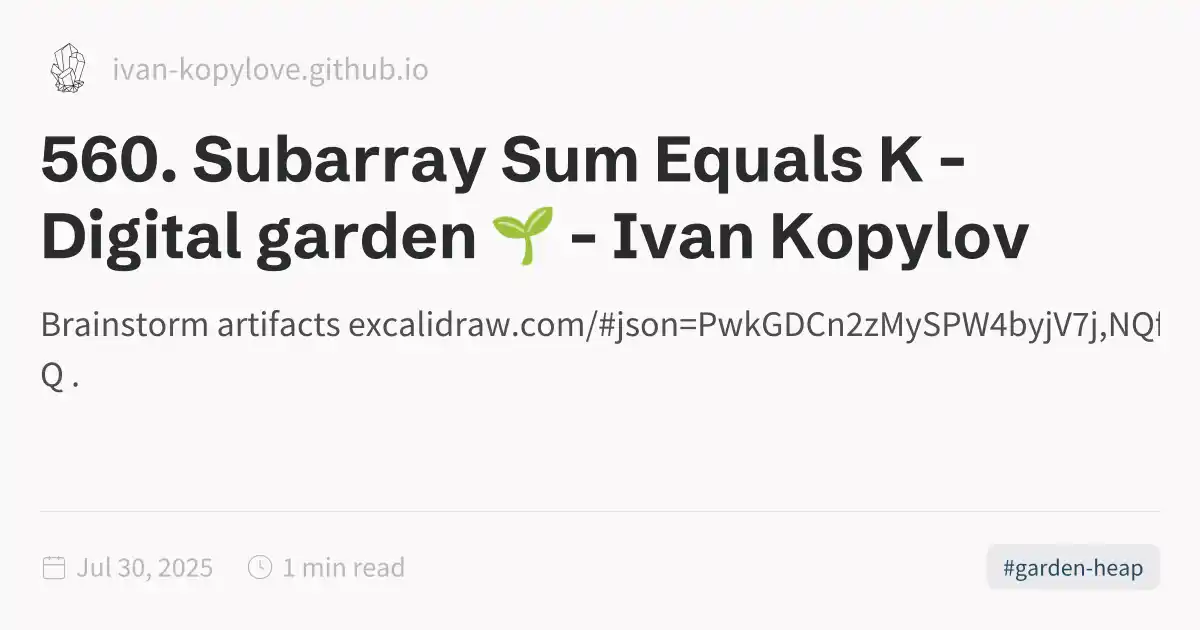 ivan-kopylove.github.io
560. Subarray Sum Equals K -
Digital garden 🌱 - Ivan Kopylov
Brainstorm artifacts excalidraw.com/#json=PwkGDCn2zMySPW4byjV7j,NQf
Q .
Jul 30, 2025
1 min read
#garden-heap